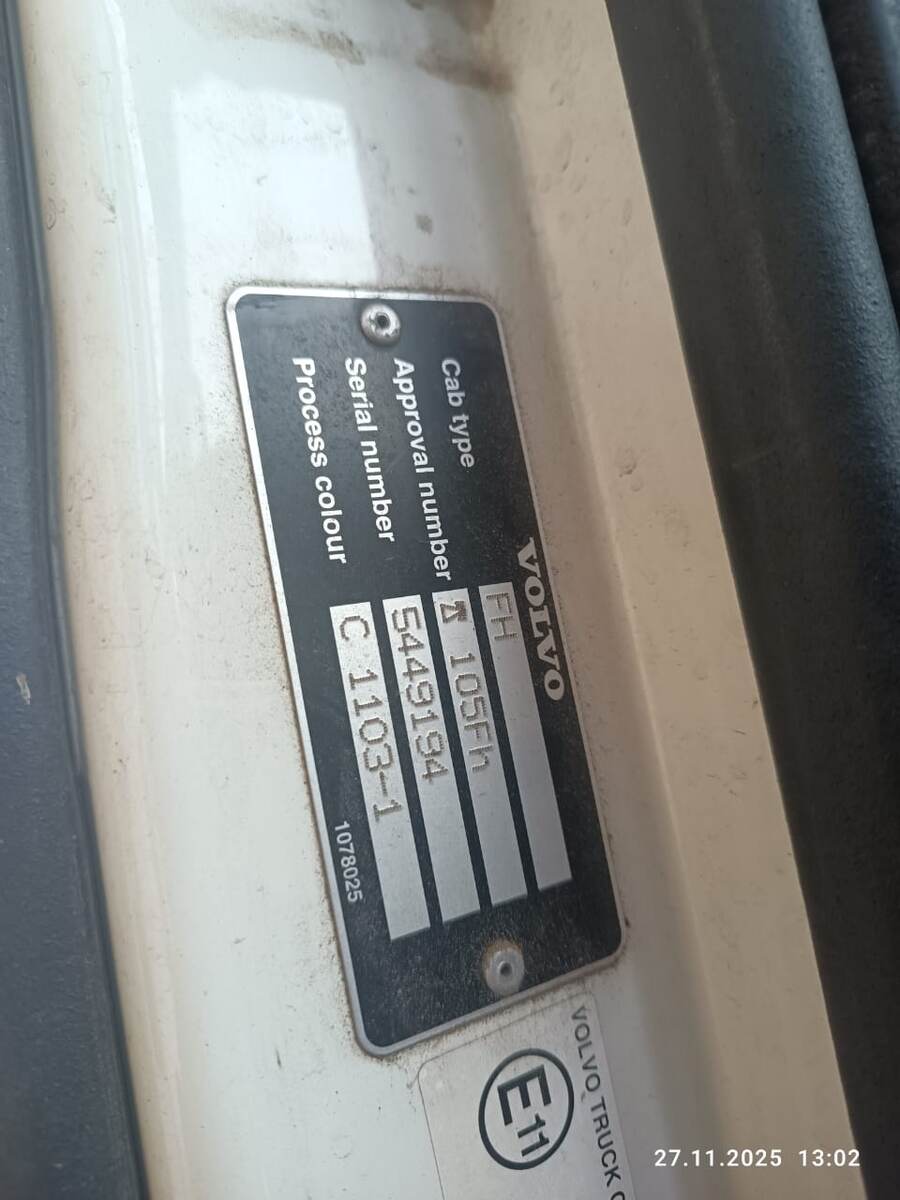 VOLVO
Cab type FH
Approval number 105Fh
Serial number 5449194
Process colour C 1103-1
1078025
VOLVO TRUCK
E11
27.11.2025 13:02